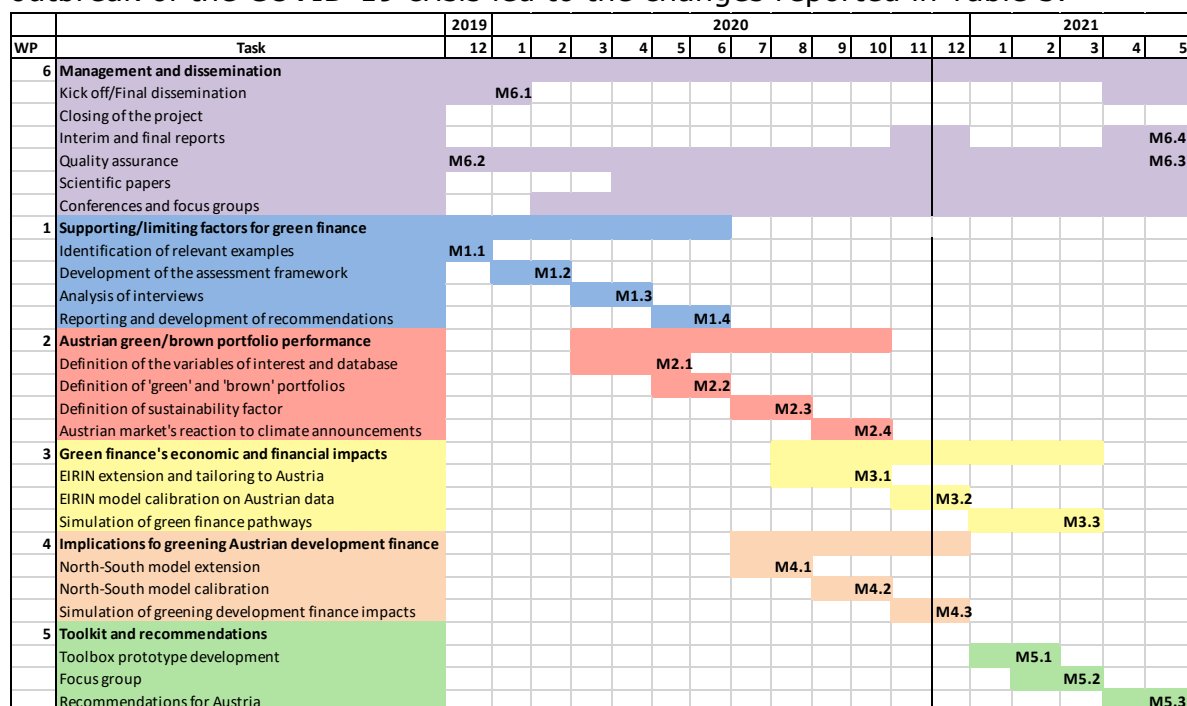 outbreak of the COVID-19 crisis led to the changes reported in Table 3.
2019 2020 2021
WP Task 12 1 2 3 4 5 6 7 8 9 10 11 12 1 2 3 4 5
6 Management and dissemination
Kick off/Final dissemination M6.1
Closing of the project
Interim and final reports M6.4
Quality assurance M6.2 M6.3
Scientific papers
Conferences and focus groups
1 Supporting/limiting factors for green finance
Identification of relevant examples M1.1
Development of the assessment framework M1.2
Analysis of interviews M1.3
Reporting and development of recommendations M1.4
2 Austrian green/brown portfolio performance
Definition of the variables of interest and database M2.1
Definition of 'green' and 'brown' portfolios M2.2
Definition of sustainability factor M2.3
Austrian market's reaction to climate announcements M2.4
3 Green finance's economic and financial impacts
EIRIN extension and tailoring to Austria M3.1
EIRIN model calibration on Austrian data M3.2
Simulation of green finance pathways M3.3
4 Implications fo greening Austrian development finance
North-South model extension M4.1
North-South model calibration M4.2
Simulation of greening development finance impacts M4.3
5 Toolkit and recommendations
Toolbox prototype development M5.1
Focus group M5.2
Recommendations for Austria M5.3